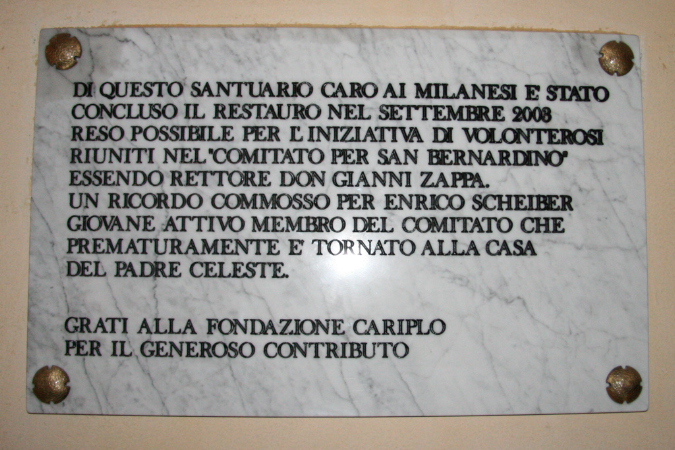 DI QUESTO SANTUARIO CARO AI MILANESI E' STATO
CONCLUSO IL RESTAURO NEL SETTEMBRE 2008
RESO POSSIBILE PER L'INIZIATIVA DI VOLONTEROSI
RIUNITI NEL "COMITATO PER SAN BERNARDINO"
ESSENDO RETTORE DON GIANNI ZAPPA.
UN RICORDO COMMOSSO PER ENRICO SCHEIBER
GIOVANE ATTIVO MEMBRO DEL COMITATO CHE
PREMATURAMENTE E' TORNATO ALLA CASA
DEL PADRE CELESTE.
GRATI ALLA FONDAZIONE CARIPLO
PER IL GENEROSO CONTRIBUTO